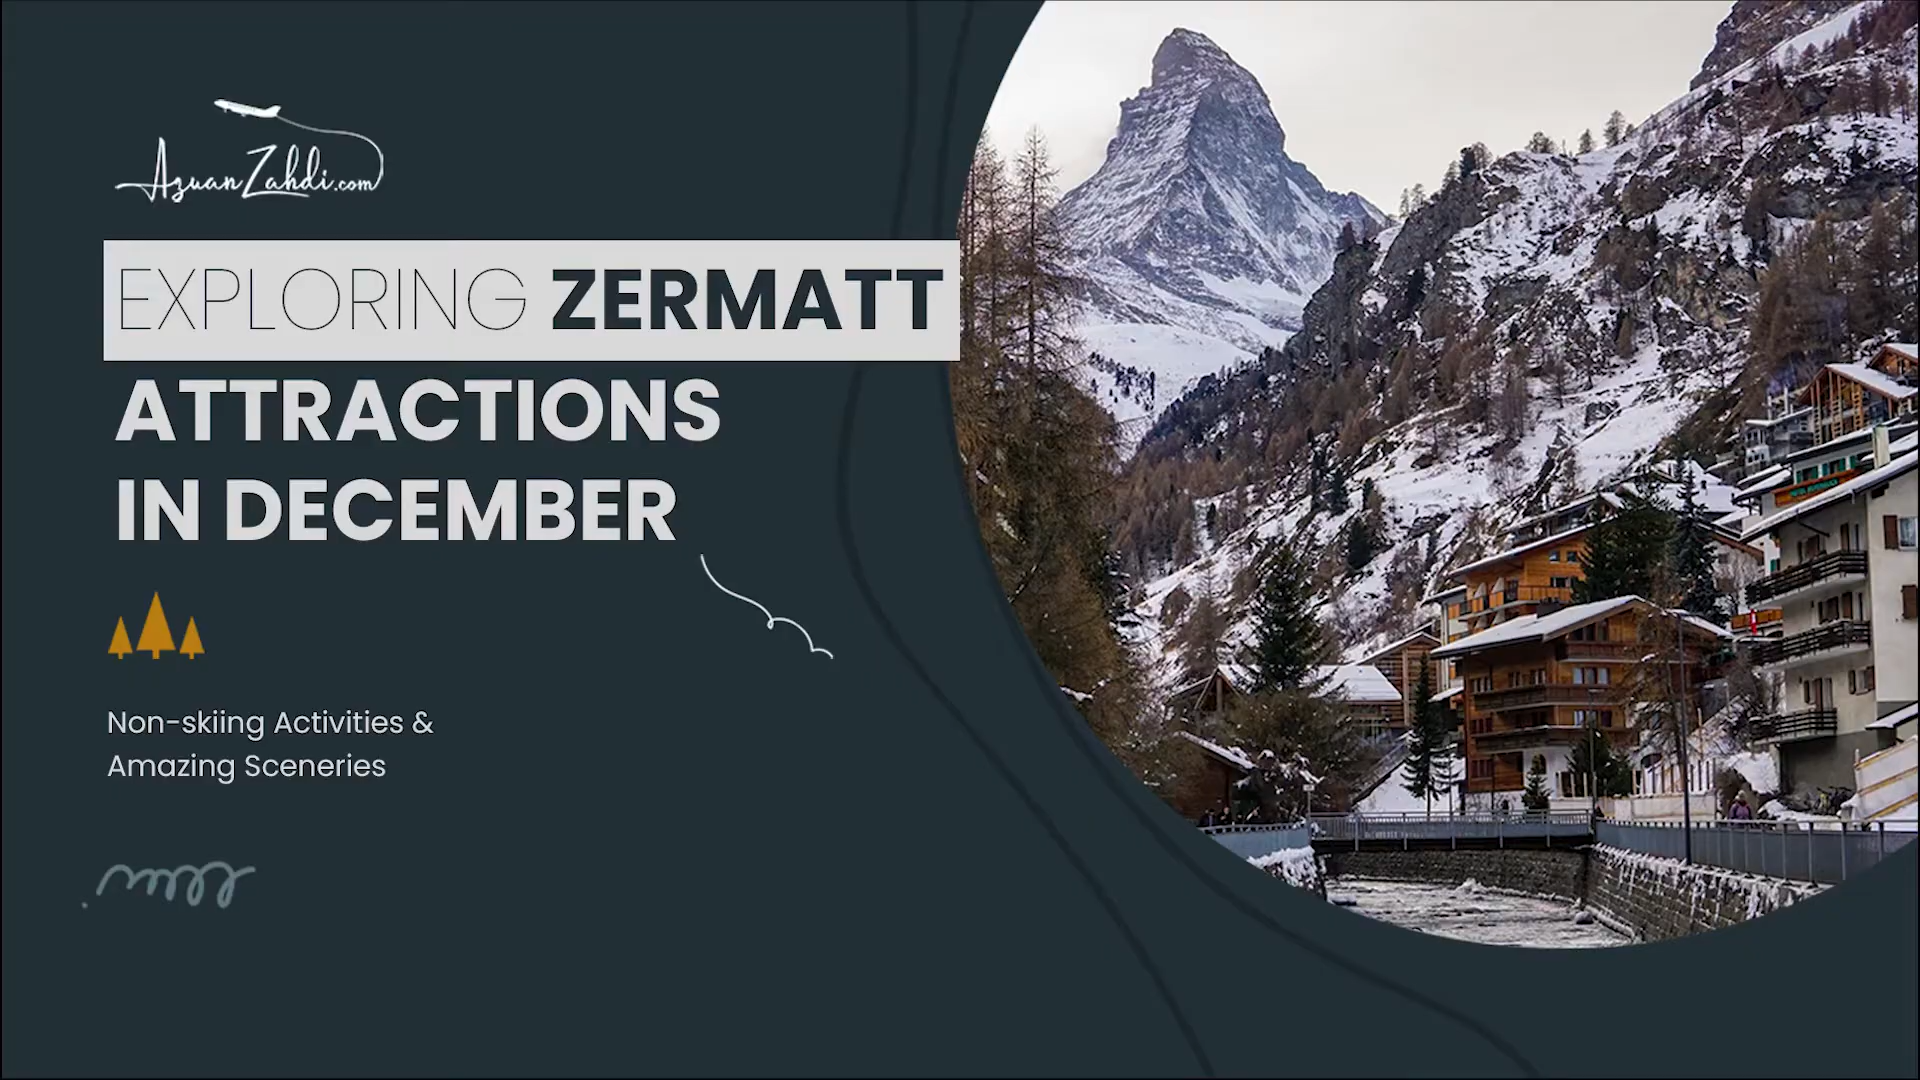 AzuanZahdi.com
EXPLORING ZERMATT
ATTRACTIONS
IN DECEMBER
Non-skiing Activities &
Amazing Sceneries